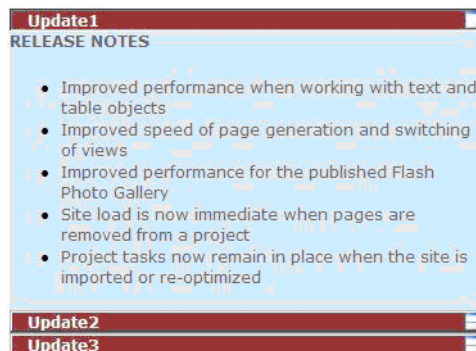 Update1
RELEASE NOTES
Improved performance when working with text and
table objects
Improved speed of page generation and switching
of views
Improved performance for the published Flash
Photo Gallery
Site load is now immediate when pages are
removed from a project
Project tasks now remain in place when the site is
imported or re-optimized
Update2
Update3